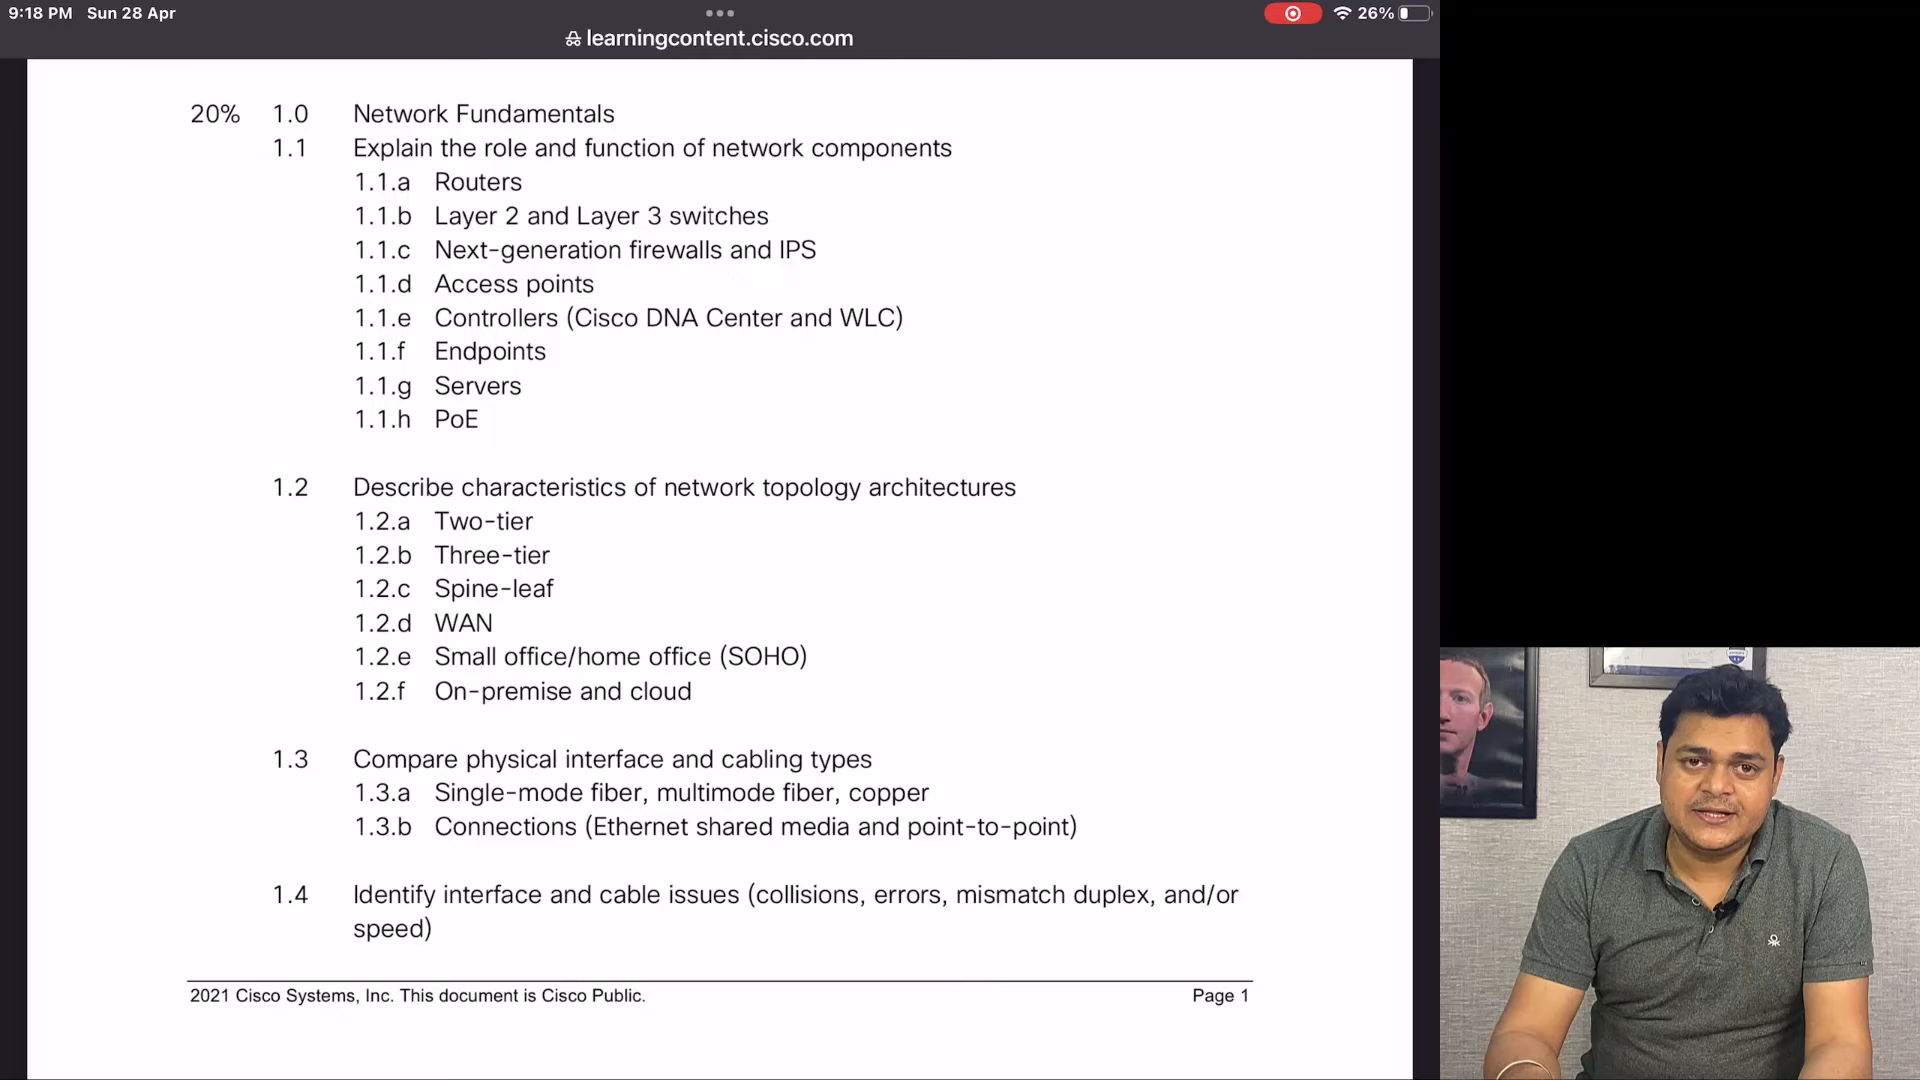 9:18 PM Sun 28 Apr
26%
learningcontent.cisco.com
20% 1.0 Network Fundamentals
1.1 Explain the role and function of network components
1.1.a Routers
1.1.b Layer 2 and Layer 3 switches
1.1.c Next-generation firewalls and IPS
1.1.d Access points
1.1.e Controllers (Cisco DNA Center and WLC)
1.1.f Endpoints
1.1.g Servers
1.1.h PoE
1.2 Describe characteristics of network topology architectures
1.2.a Two-tier
1.2.b Three-tier
1.2.c Spine-leaf
1.2.d WAN
1.2.e Small office/home office (SOHO)
1.2.f On-premise and cloud
1.3 Compare physical interface and cabling types
1.3.a Single-mode fiber, multimode fiber, copper
1.3.b Connections (Ethernet shared media and point-to-point)
1.4 Identify interface and cable issues (collisions, errors, mismatch duplex, and/or
speed)
2021 Cisco Systems, Inc. This document is Cisco Public. Page 1